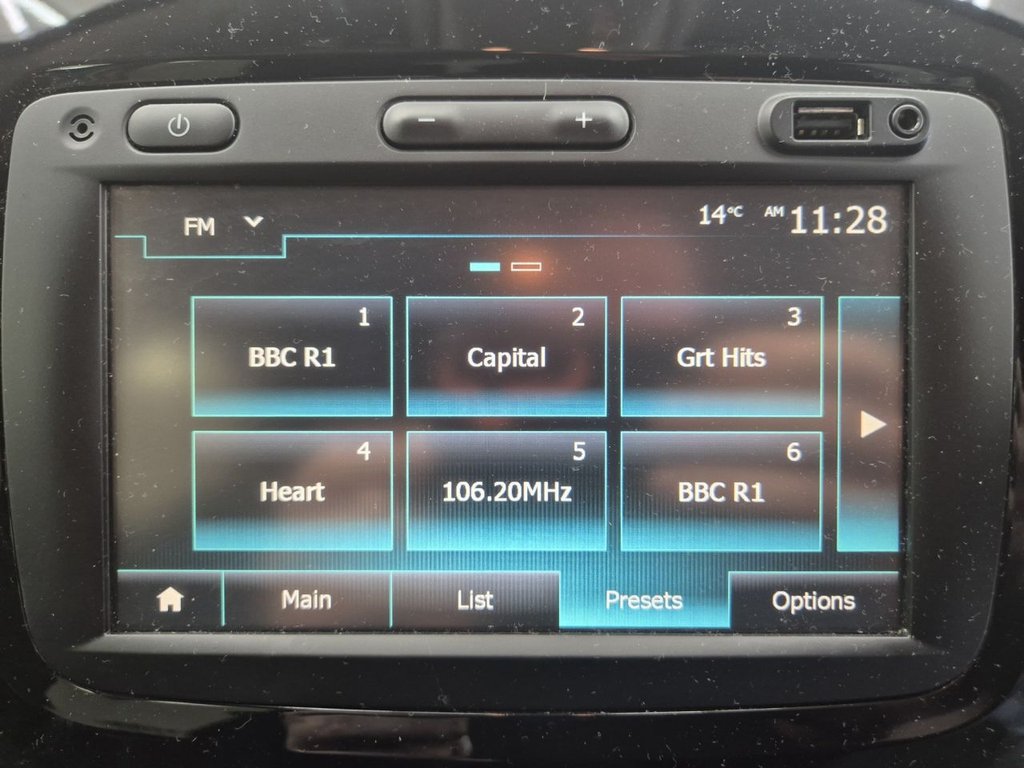 − +
FM 14°C AM 11:28
1 2 3
BBC R1 Capital Grt Hits
4 5 6
Heart 106.20MHz BBC R1
Main List Presets Options